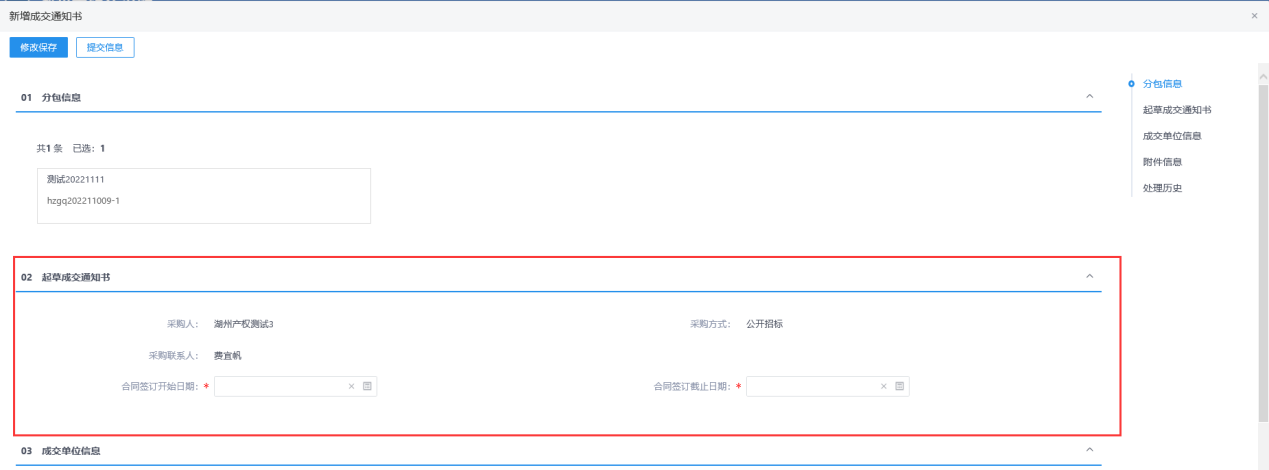 新增成交通知书
修改保存 提交信息
01 分包信息
共1 条 已选：1
测试20221111
hzgq202211009-1
02 起草成交通知书
采购人： 湖州产权测试3 采购方式： 公开招标
采购联系人： 费宜帆
合同签订开始日期：* 合同签订截止日期：*
03 成交单位信息
分包信息
起草成交通知书
成交单位信息
附件信息
处理历史